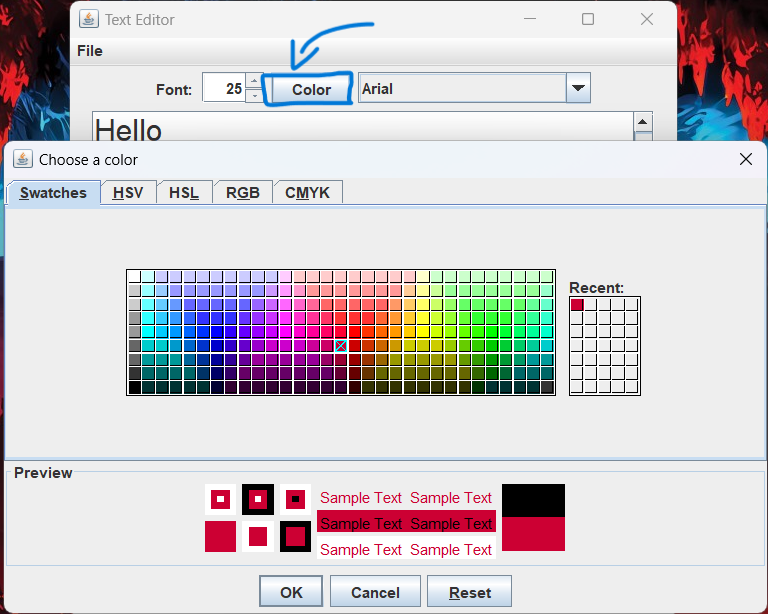 Text Editor
File
Font: 25 Color Arial
Hello
Choose a color
Swatches HSV HSL RGB CMYK
Recent:
Preview
Sample Text Sample Text
Sample Text Sample Text
Sample Text Sample Text
OK Cancel Reset